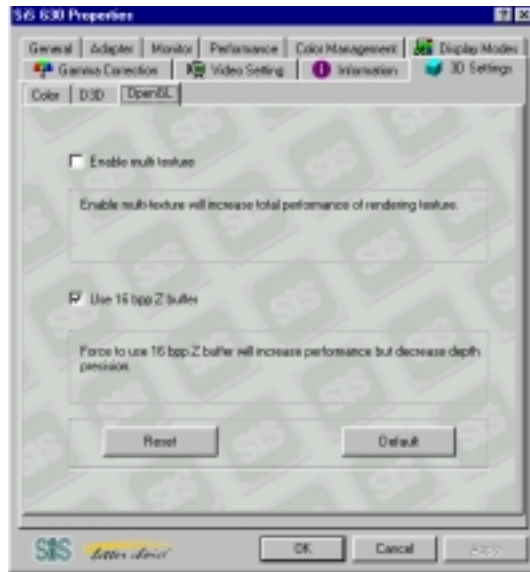 SiS 630 Properties
General Adapter Monitor Performance Color Management Display Modes
Gamma Correction Video Setting Information 3D Settings
Color D3D OpenGL
Enable multi texture
Enable multi-texture will increase total performance of rendering texture.
Use 16 bpp Z buffer
Force to use 16 bpp Z buffer will increase performance but decrease depth
precision.
Reset Default
SiS OK Cancel Apply